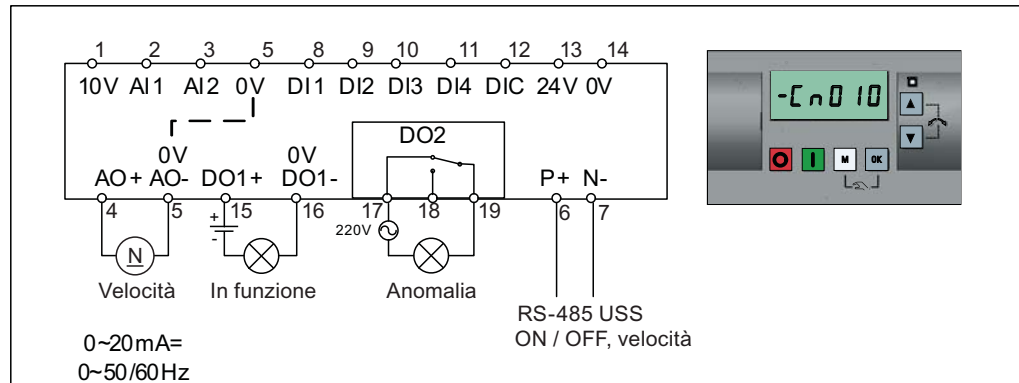 1 2 3 5 8 9 10 11 12 13 14
10V AI1 AI2 0V DI1 DI2 DI3 DI4 DIC 24V 0V
DO2
0V 0V
AO+ AO- DO1+ DO1- P+ N-
4 5 15 16 17 18 19 6 7
+
-
220V
N
Velocità In funzione Anomalia
RS-485 USS
ON / OFF, velocità
0~20mA=
0~50/60Hz
-Cn010
M OK